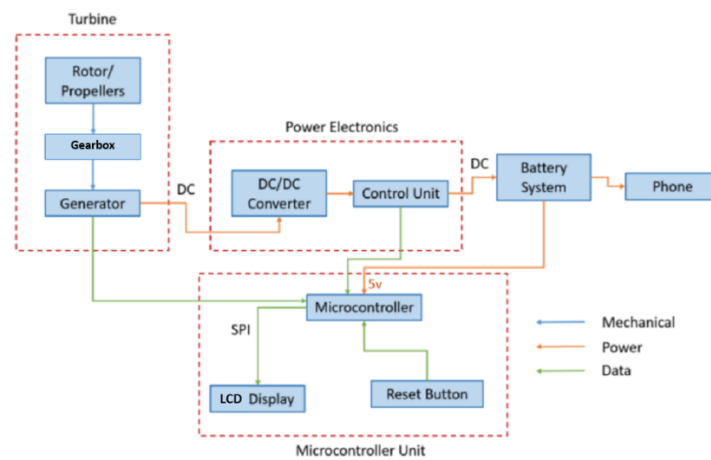 Turbine
Rotor/
Propellers
Gearbox
Generator
DC
Power Electronics
DC/DC
Converter
Control Unit
DC
Battery
System
Phone
5v
Microcontroller
SPI
LCD Display
Reset Button
Microcontroller Unit
Mechanical
Power
Data